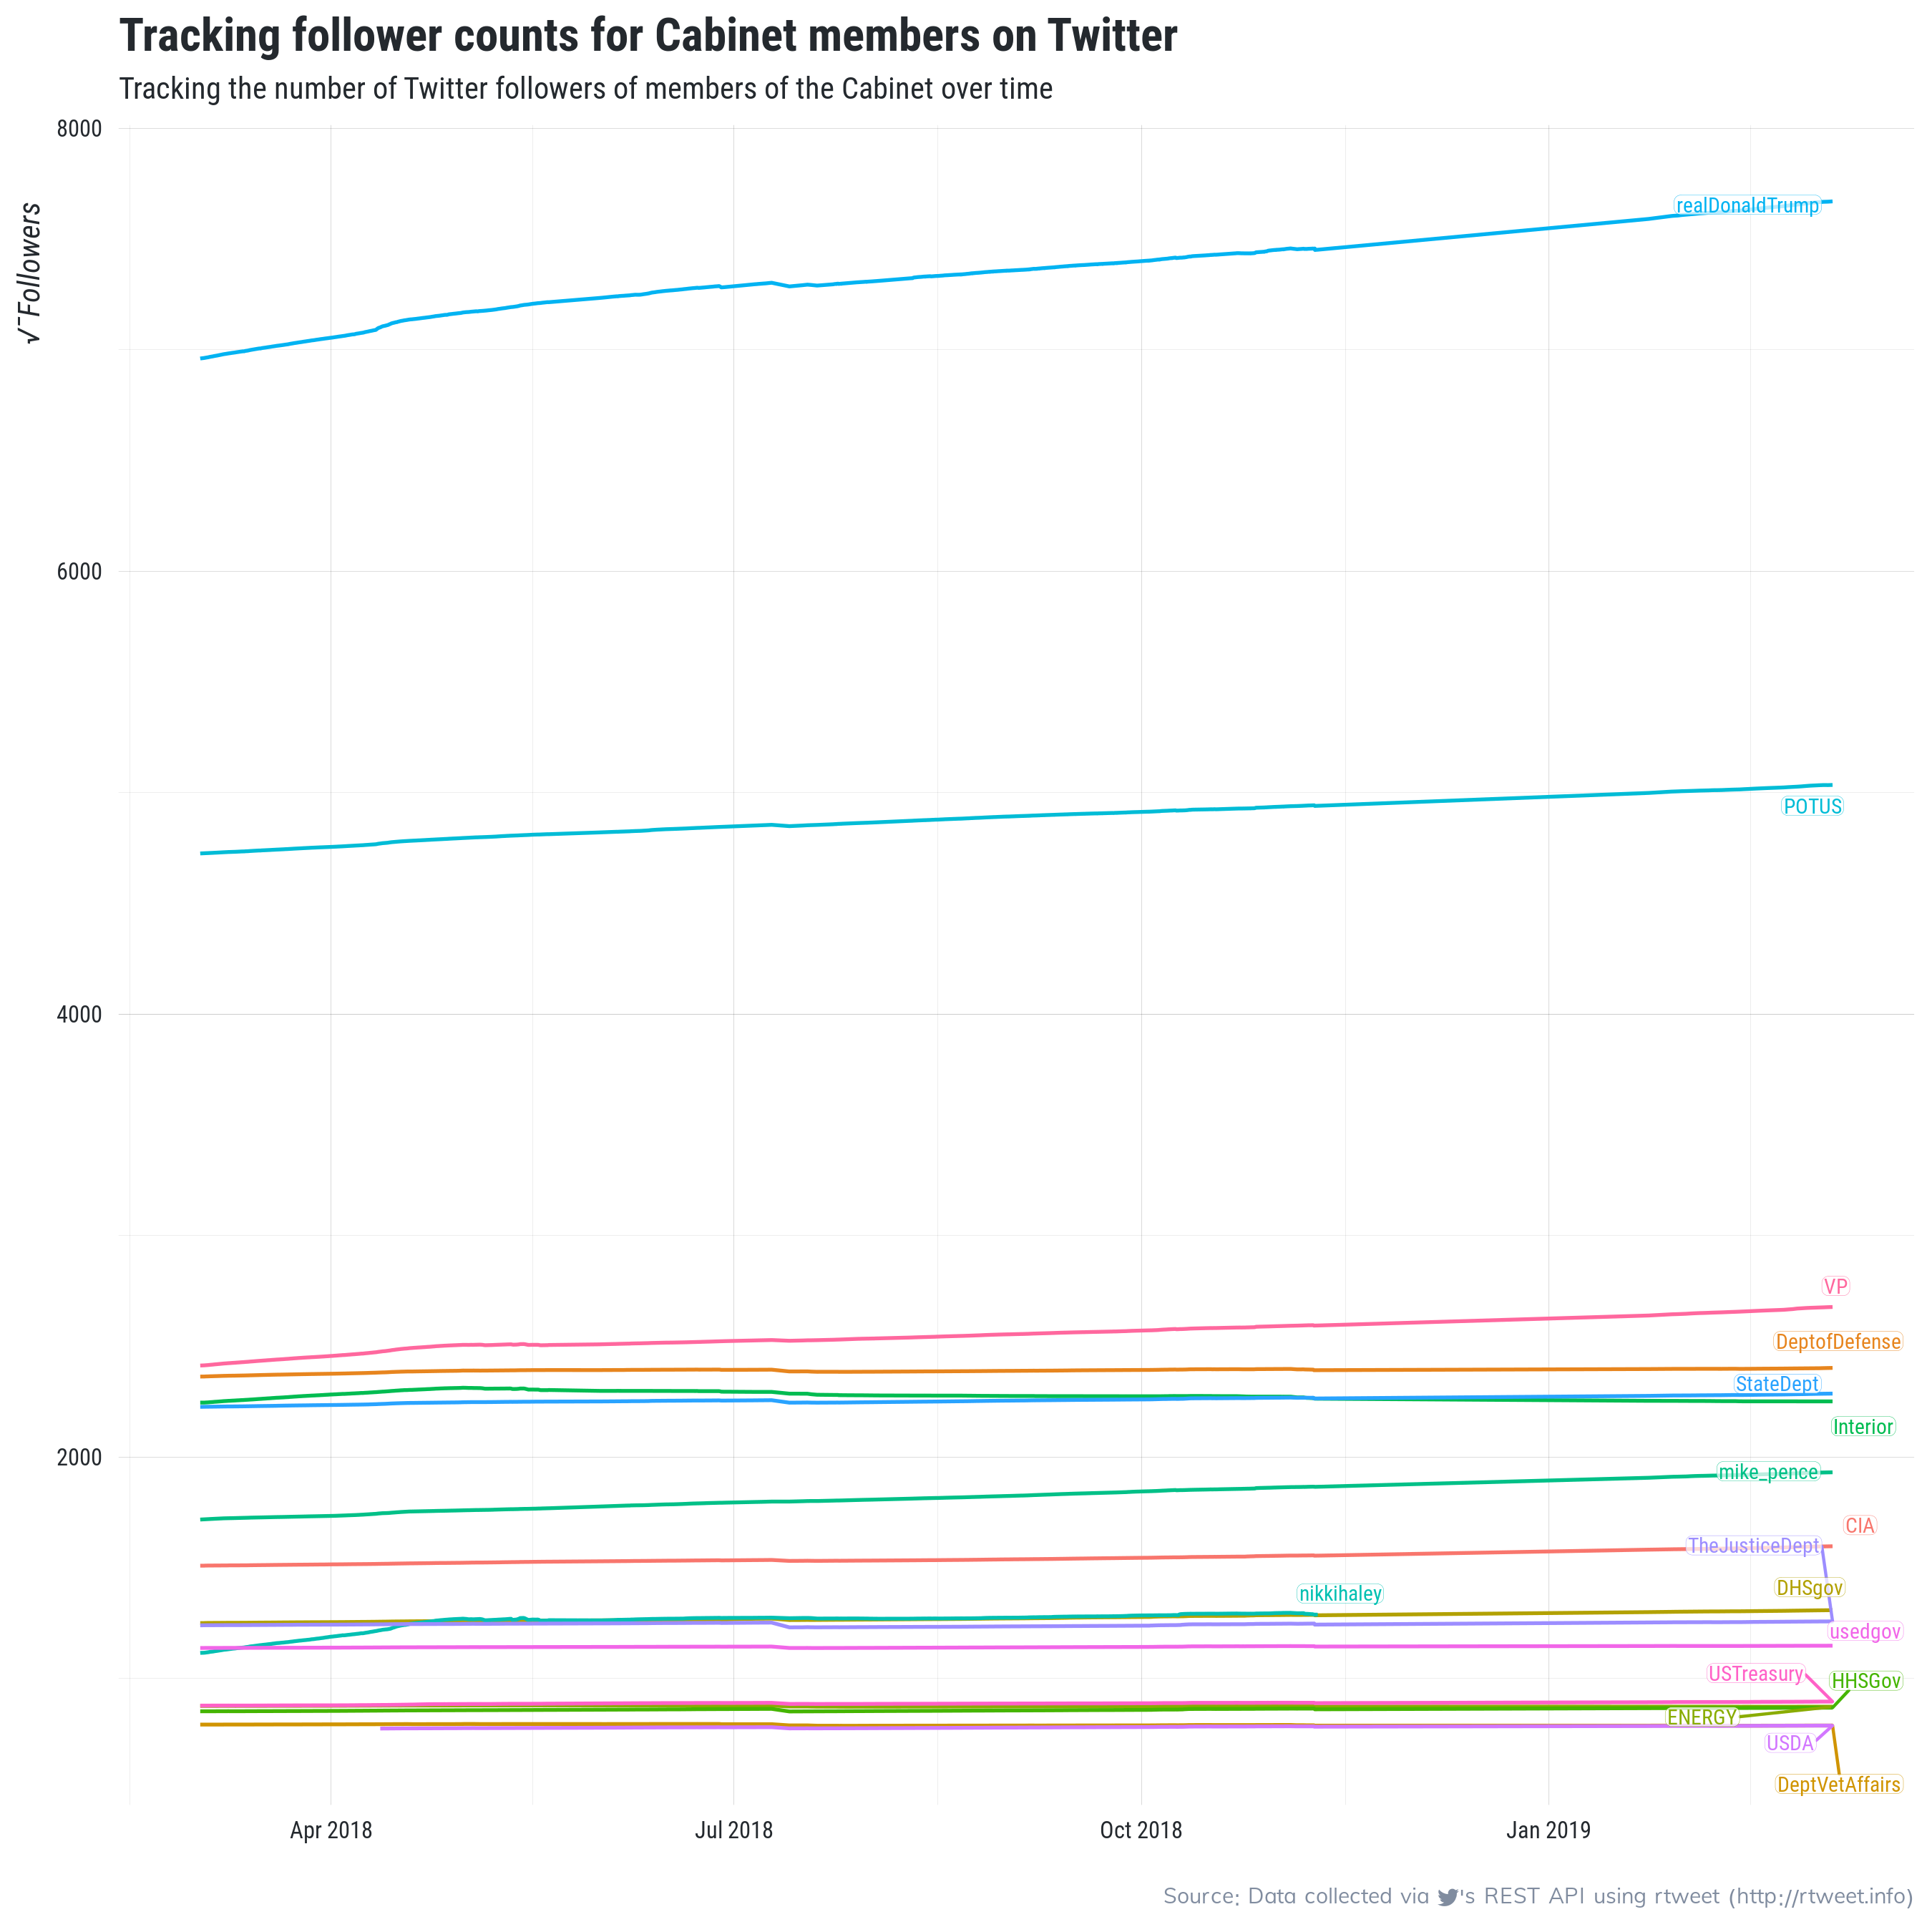 Tracking follower counts for Cabinet members on Twitter
Tracking the number of Twitter followers of members of the Cabinet over time
√‾Followers
8000
6000
4000
2000
realDonaldTrump
POTUS
VP
DeptofDefense
StateDept
Interior
mike_pence
CIA
TheJusticeDept
DHSgov
nikkihaley
usedgov
USTreasury
HHSGov
ENERGY
USDA
DeptVetAffairs
Apr 2018
Jul 2018
Oct 2018
Jan 2019
Source: Data collected via 's REST API using rtweet (http://rtweet.info)